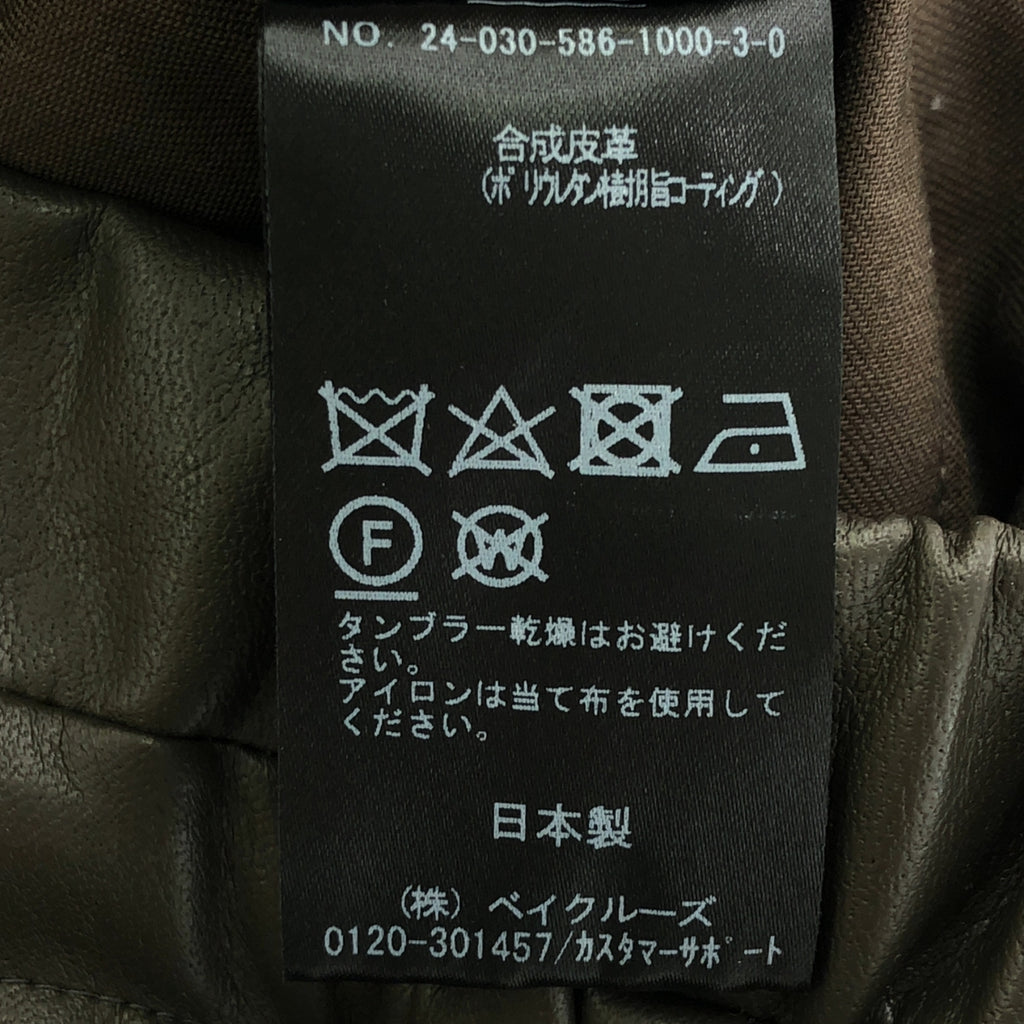 NO. 24-030-586-1000-3-0
合成皮革
(ポリウレタン樹脂コーティング)
F
W
タンブラー乾燥はお避けくだ
さい。
アイロンは当て布を使用して
ください。
日本製
(株) ベイクルーズ
0120-301457/カスタマーサポート